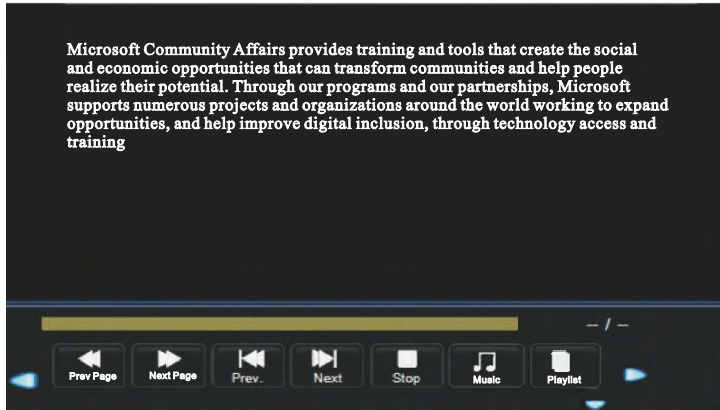 Microsoft Community Affairs provides training and tools that create the social
and economic opportunities that can transform communities and help people
realize their potential. Through our programs and our partnerships, Microsoft
supports numerous projects and organizations around the world working to expand
opportunities, and help improve digital inclusion, through technology access and
training
-- / --
Prev Page Next Page Prev. Next Stop Music Playlist